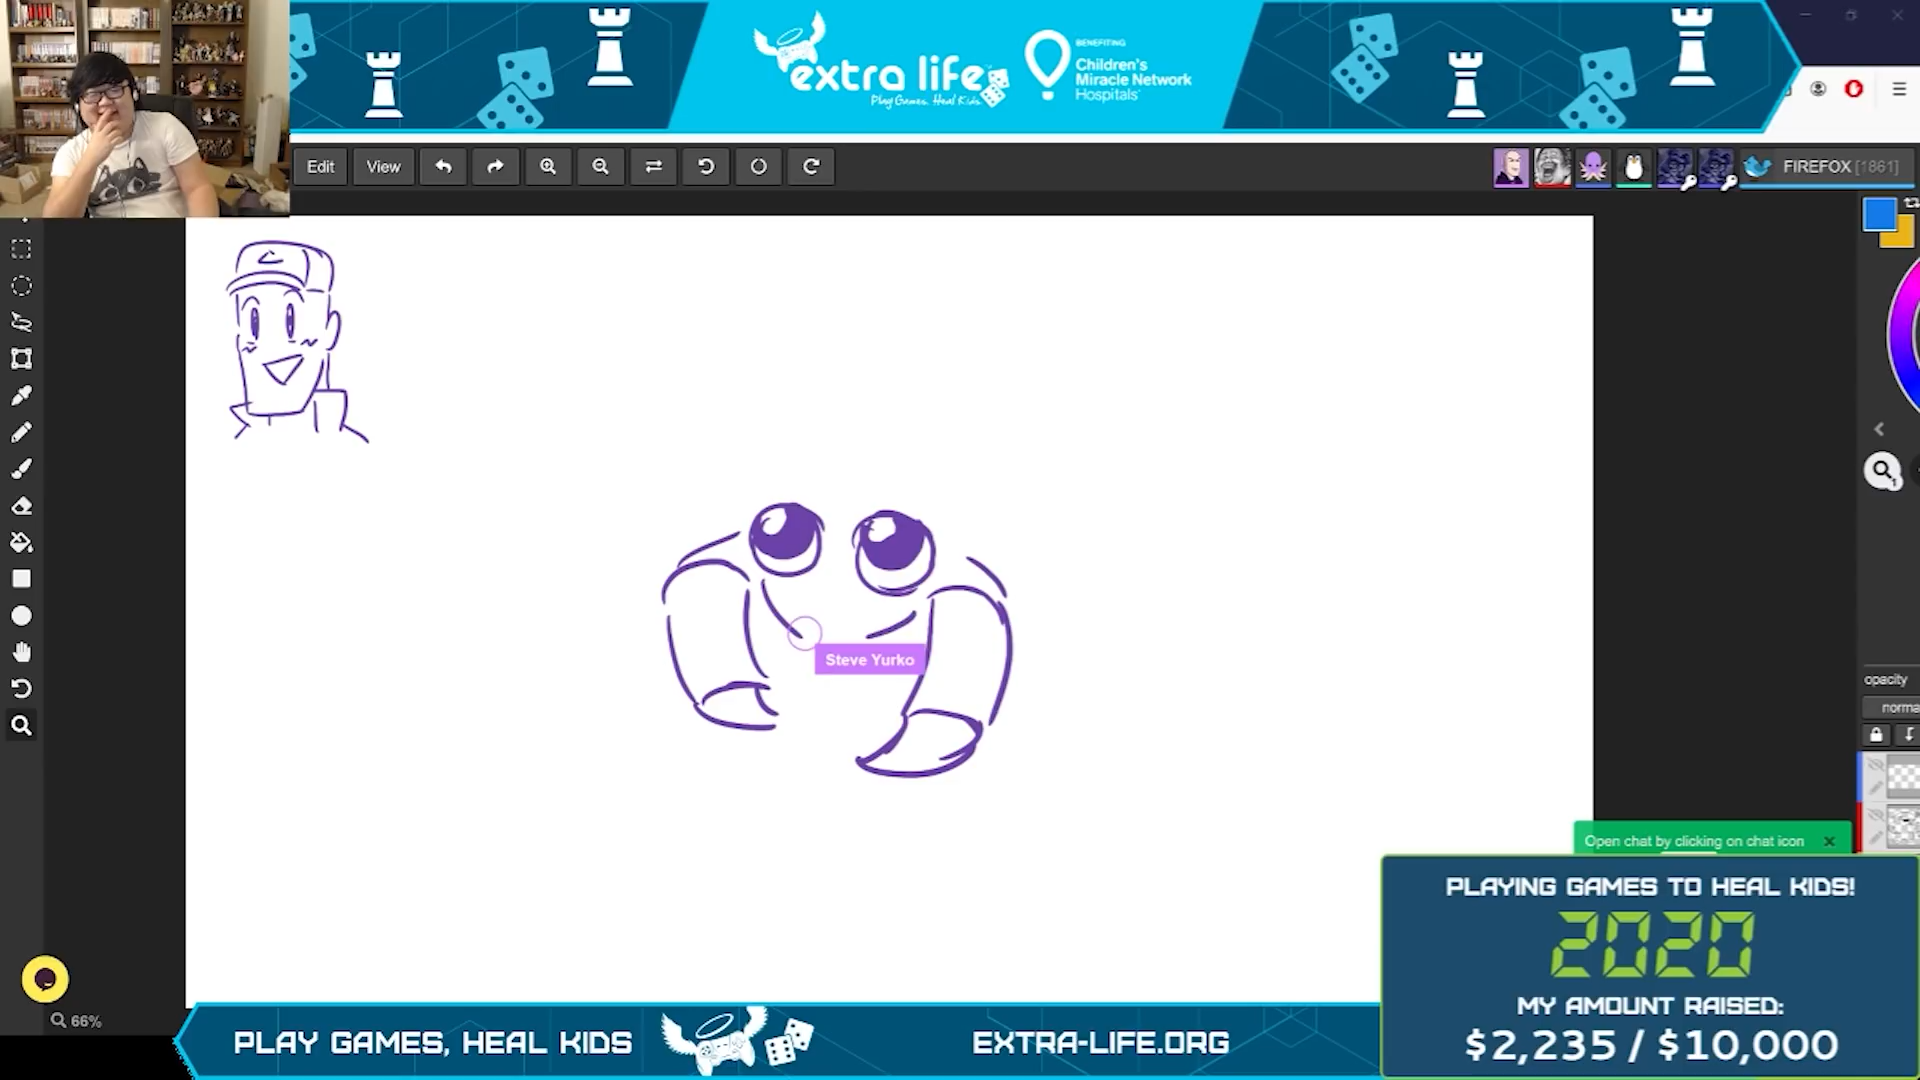 extra life
Play Games. Heal Kids.
BENEFITING
Children's
Miracle Network
Hospitals
Edit
View
FIREFOX [1861]
C
Steve Yurko
opacity
norma
Open chat by clicking on chat icon
PLAYING GAMES TO HEAL KIDS!
2020
MY AMOUNT RAISED:
$2,235 / $10,000
66%
PLAY GAMES, HEAL KIDS
EXTRA-LIFE.ORG